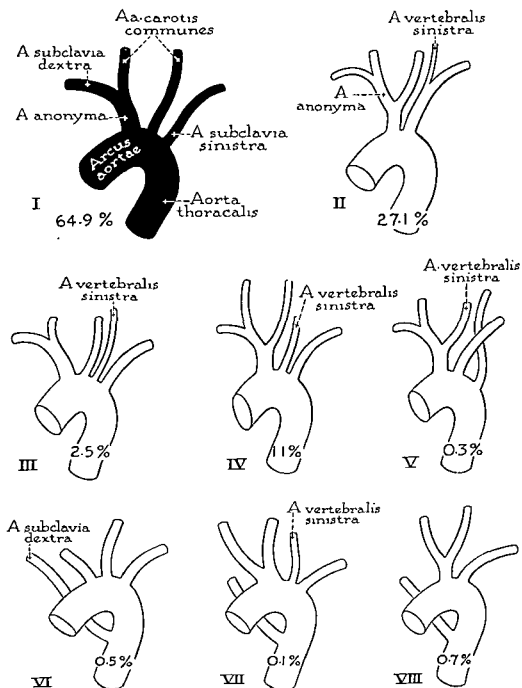 Aa. carotis
communes
A subclavia
dextra
A anonyma
A subclavia
sinistra
Arcus
aortae
Aorta
thoracalis
I
64.9 %
A vertebralis
sinistra
A
anonyma
II
27.1 %
A vertebralis
sinistra
III
2.5 %
A vertebralis
sinistra
IV
11 %
A vertebralis
sinistra
V
0.3 %
A subclavia
dextra
VI
0.5 %
A vertebralis
sinistra
VII
0.1 %
VIII
0.7 %